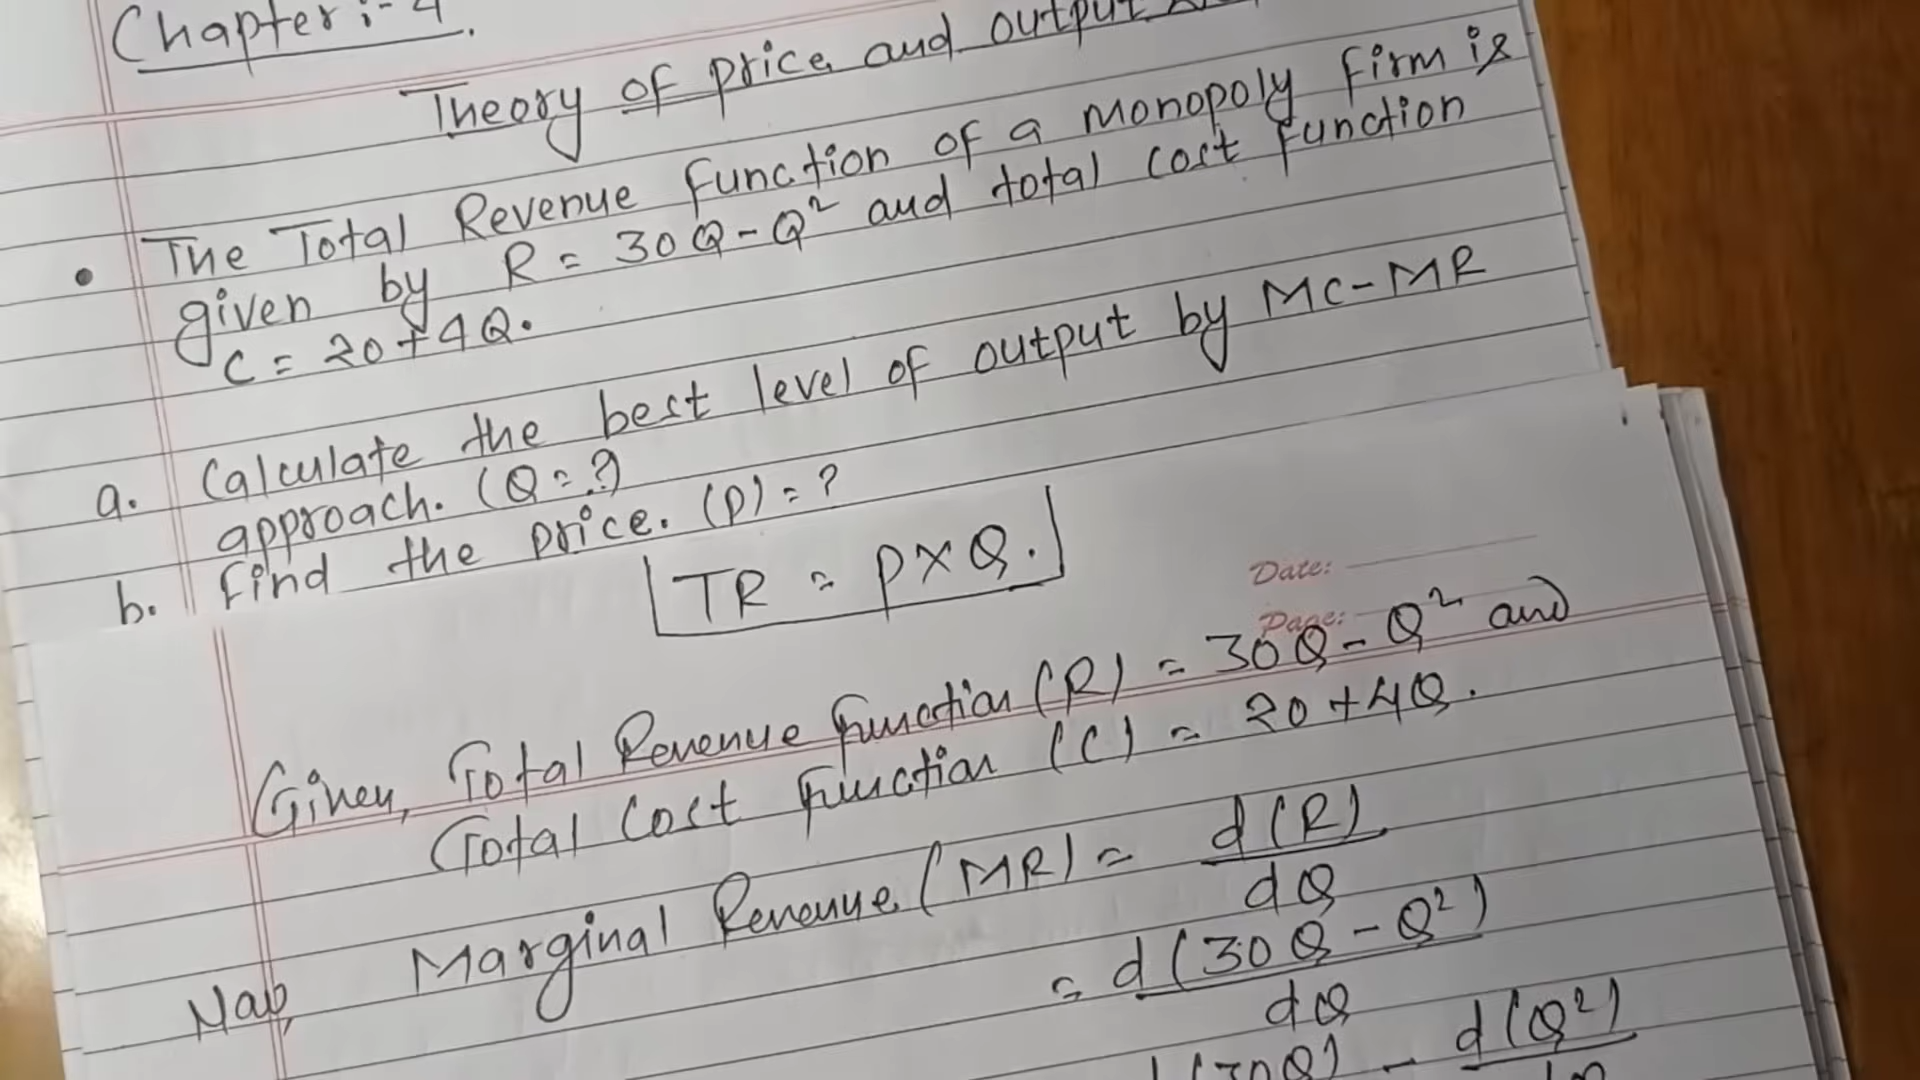 Chapter:- 4.
Theory of price and output
• The Total Revenue function of a monopoly firm is
given by R = 30Q - Q² and total cost function
C = 20 + 4Q.
a. Calculate the best level of output by MC-MR
approach. (Q = ?)
b. Find the price. (P) = ?
TR = P × Q.
Date:
Page:
Given, Total Revenue function (R) = 30Q - Q² and
Total Cost function (C) = 20 + 4Q.
Now, Marginal Revenue (MR) = d(R)
dQ
= d(30Q - Q²)
dQ
d(30Q) - d(Q²)